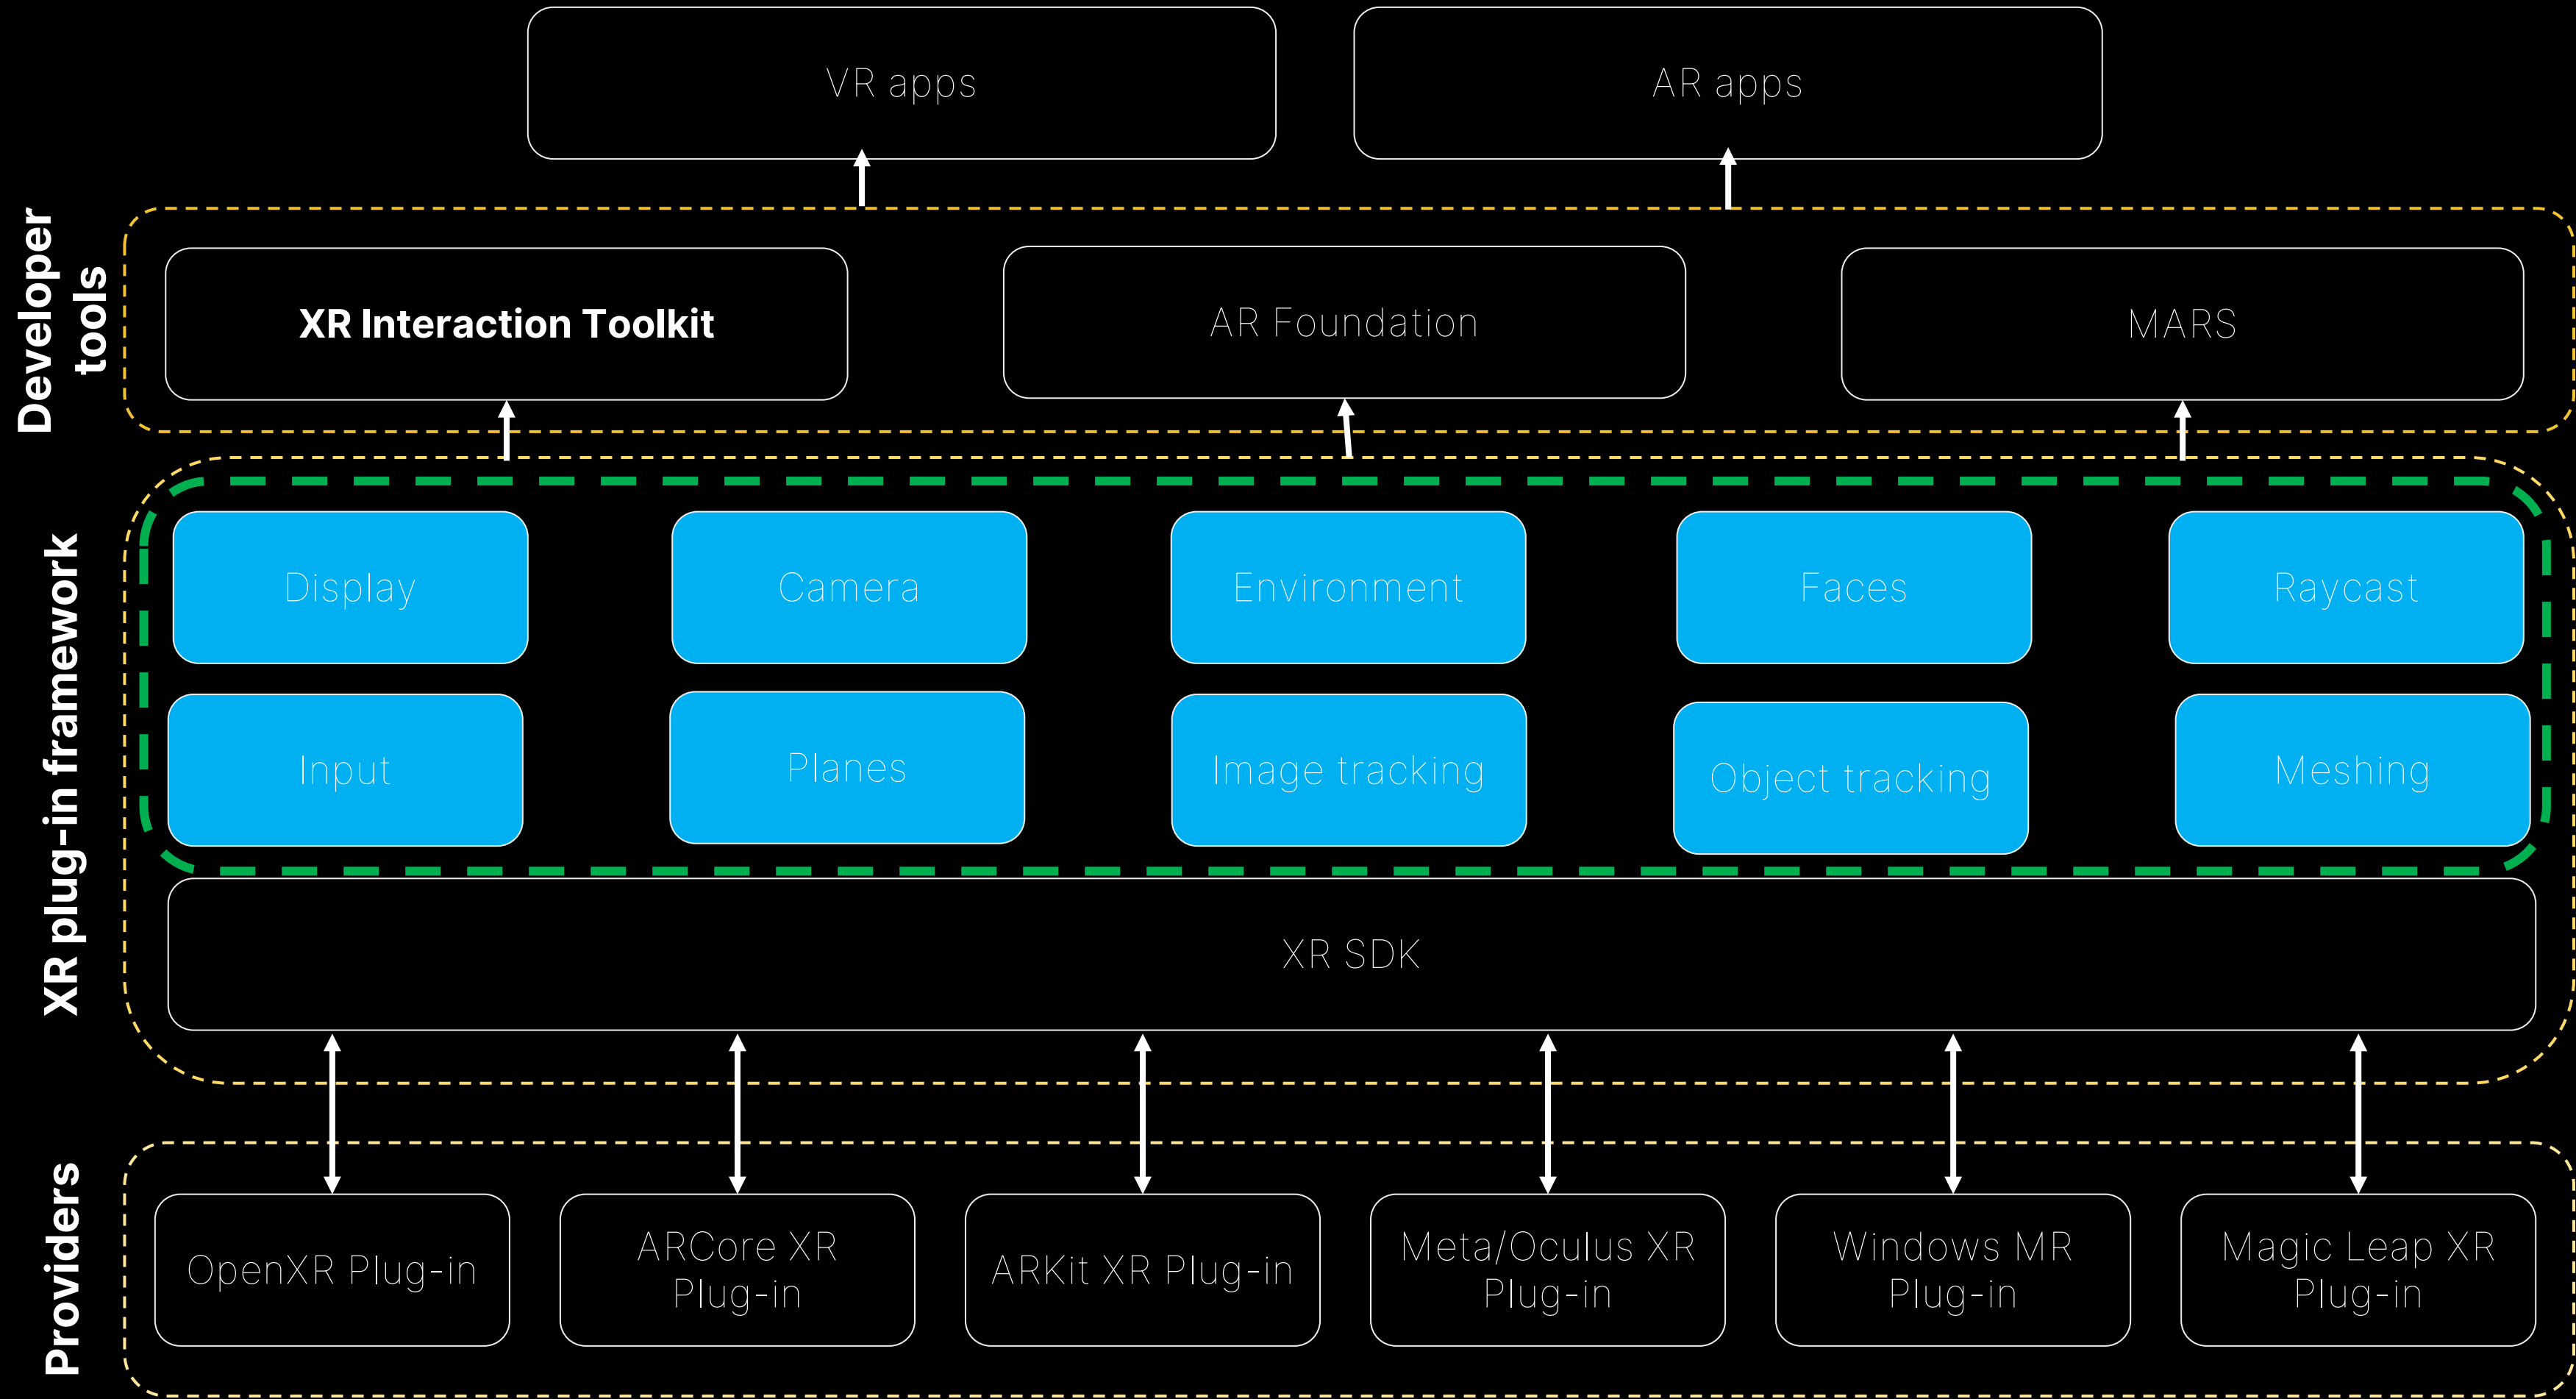 VR apps
AR apps
Developer
tools
XR Interaction Toolkit
AR Foundation
MARS
XR plug-in framework
Display
Camera
Environment
Faces
Raycast
Input
Planes
Image tracking
Object tracking
Meshing
XR SDK
Providers
OpenXR Plug-in
ARCore XR
Plug-in
ARKit XR Plug-in
Meta/Oculus XR
Plug-in
Windows MR
Plug-in
Magic Leap XR
Plug-in